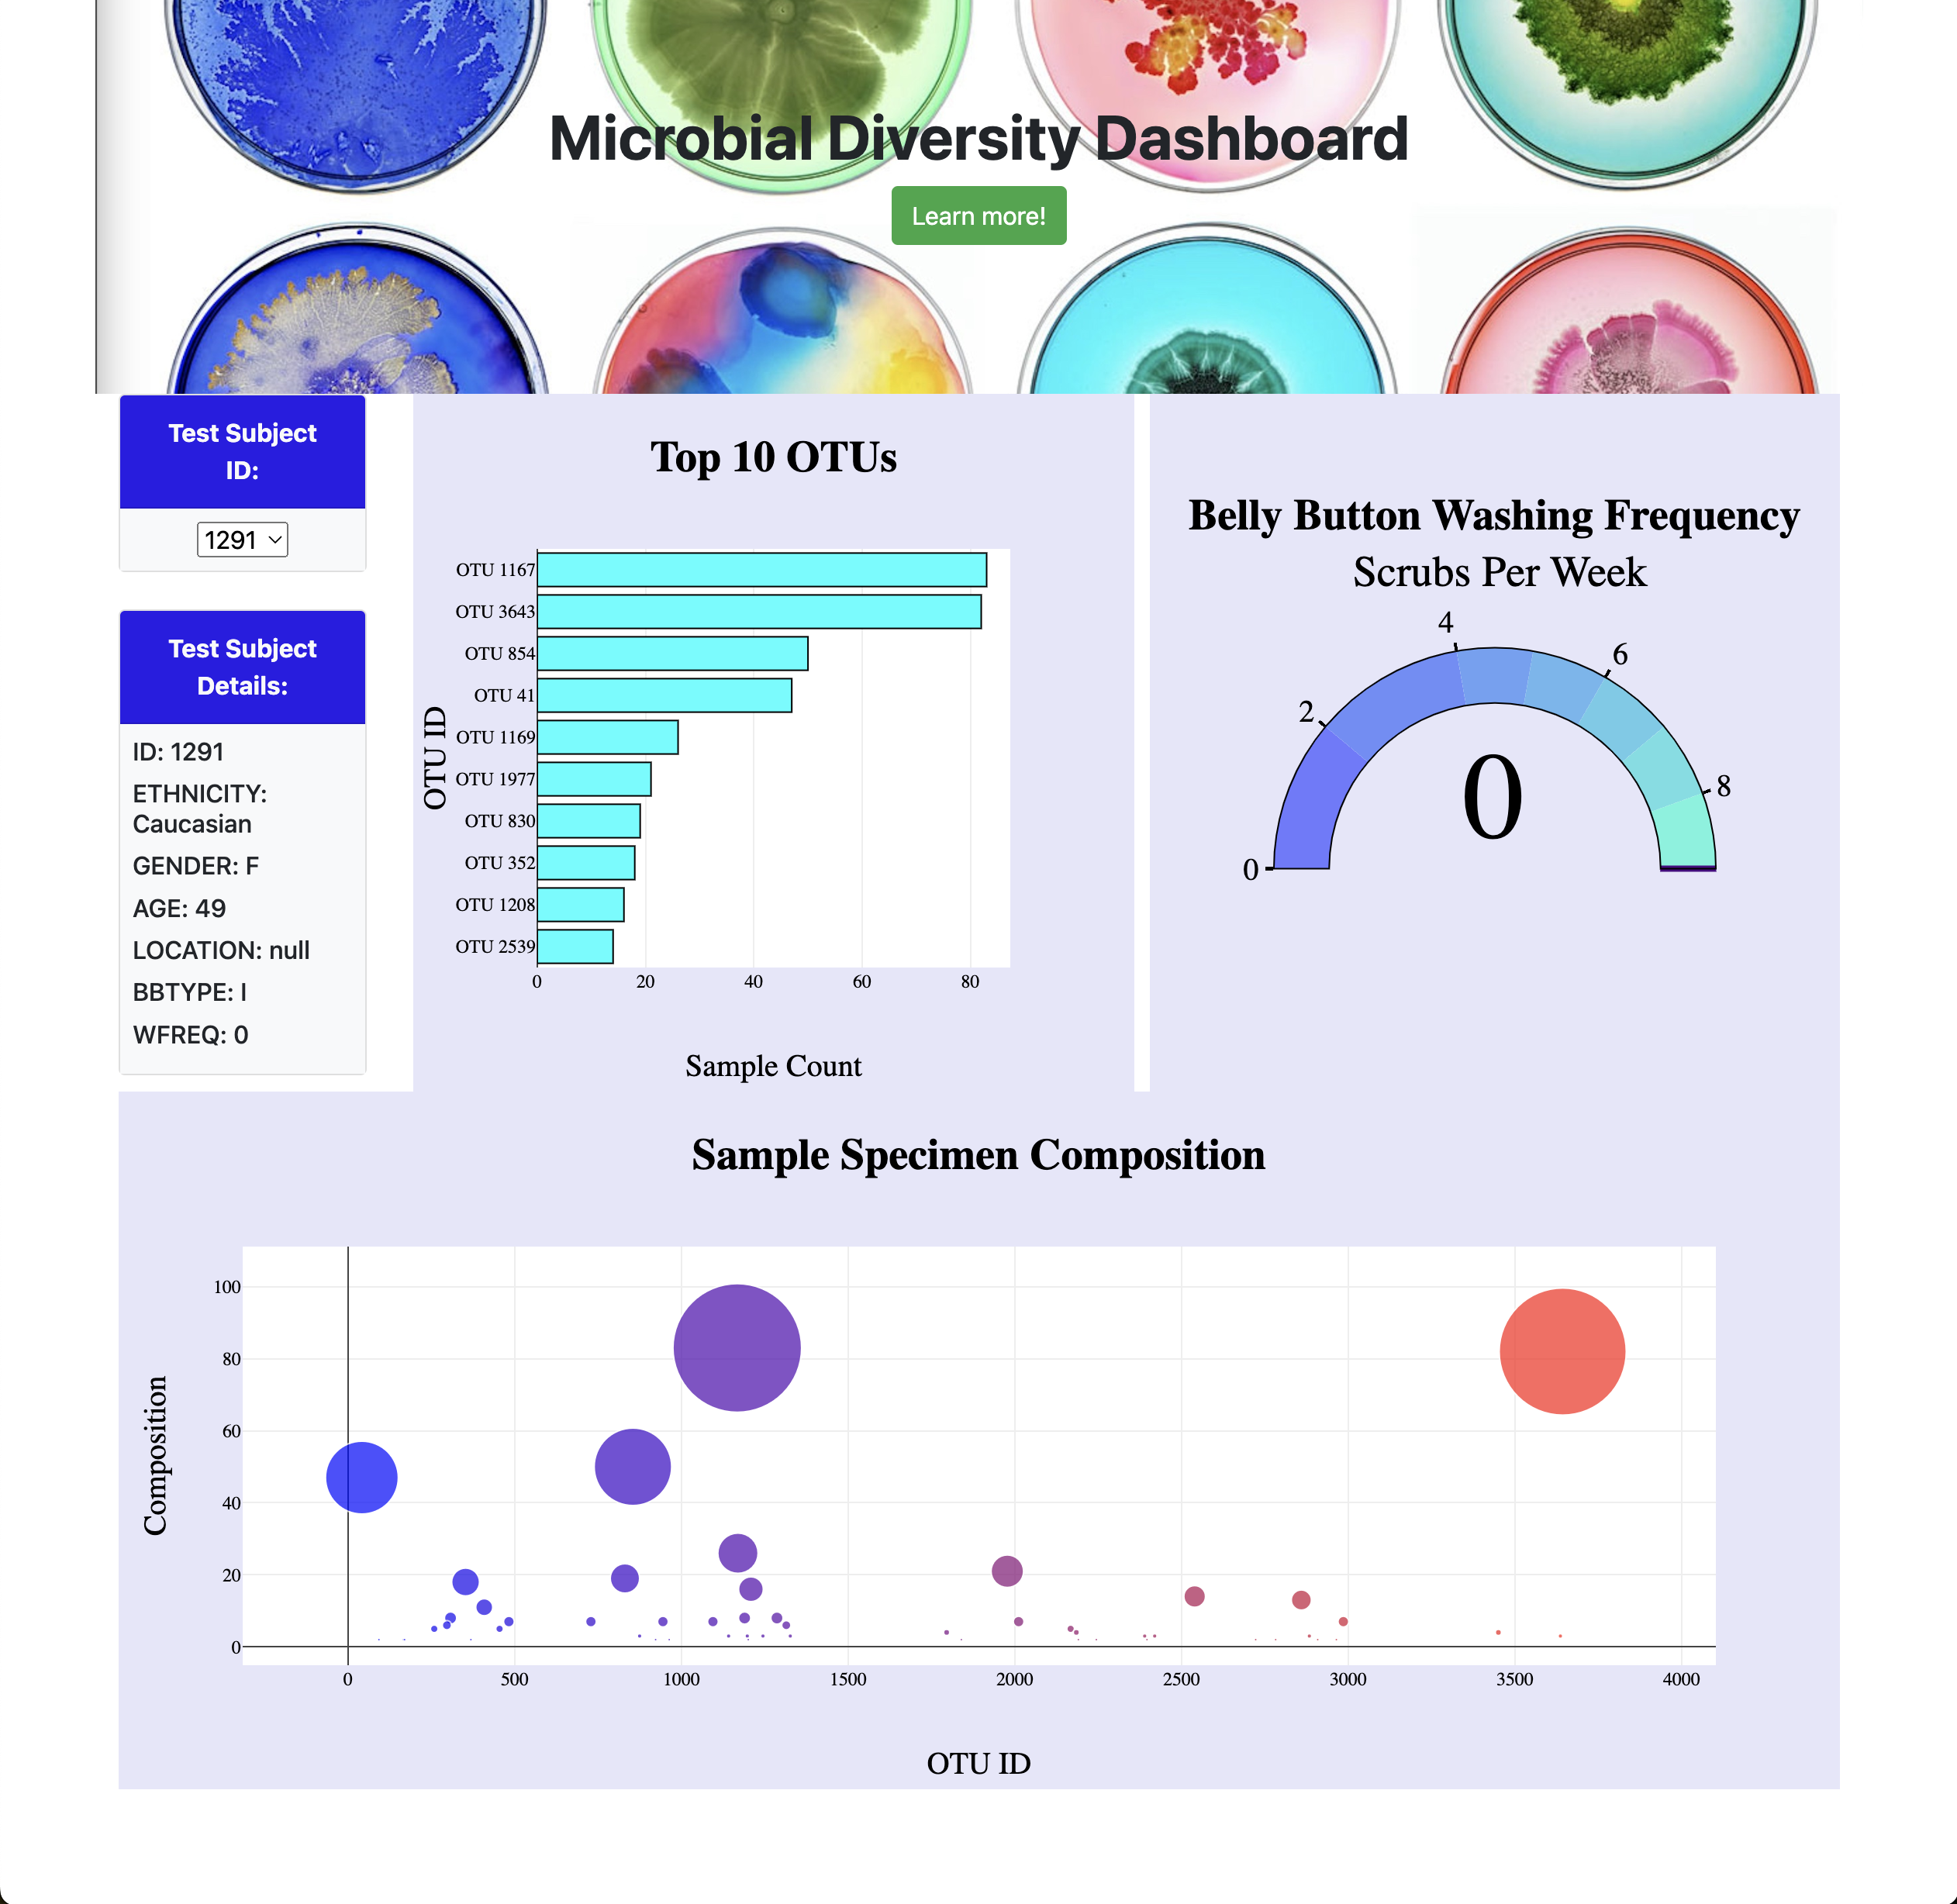 Microbial Diversity Dashboard
Learn more!
Test Subject
ID:
1291
Test Subject
Details:
ID: 1291
ETHNICITY:
Caucasian
GENDER: F
AGE: 49
LOCATION: null
BBTYPE: I
WFREQ: 0
Top 10 OTUs
OTU ID
OTU 1167
OTU 3643
OTU 854
OTU 41
OTU 1169
OTU 1977
OTU 830
OTU 352
OTU 1208
OTU 2539
0 20 40 60 80
Sample Count
Belly Button Washing Frequency
Scrubs Per Week
0
2
4
6
8
0
Sample Specimen Composition
Composition
100
80
60
40
20
0
0 500 1000 1500 2000 2500 3000 3500 4000
OTU ID